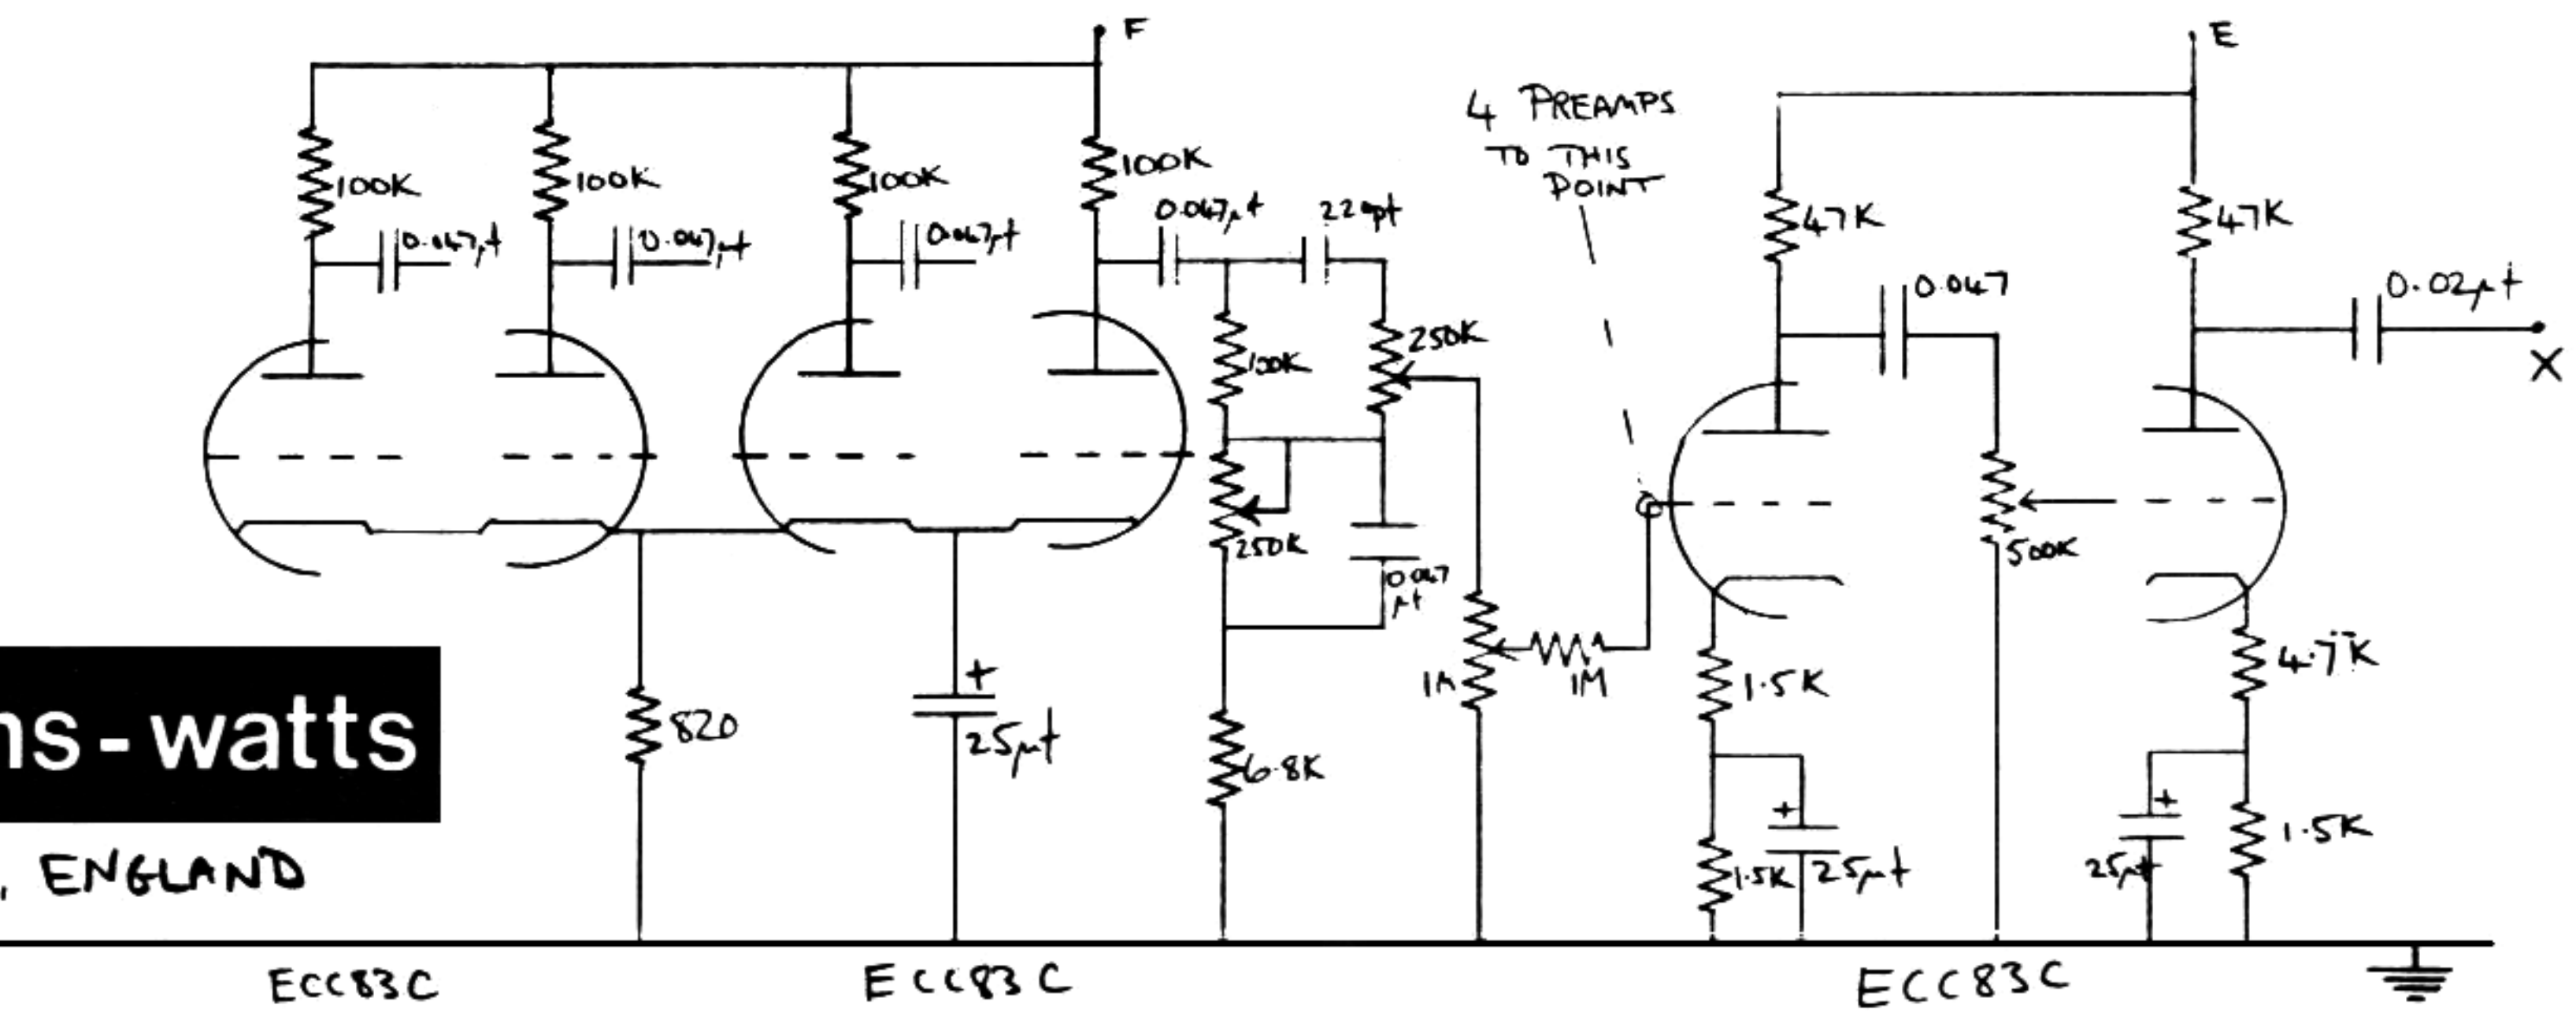 F
E
4 PREAMPS
TO THIS
POINT
100K
100K
100K
100K
0.047µf
0.047µf
0.047µf
0.047µf
220pf
47K
47K
0.047
0.02µf
X
100K
250K
250K
0.047
µf
500K
820
+
25µf
6.8K
1M
1M
1.5K
4.7K
+
1.5K
25µf
+
25µf
1.5K
ns-watts
, ENGLAND
ECC83C
ECC83C
ECC83C